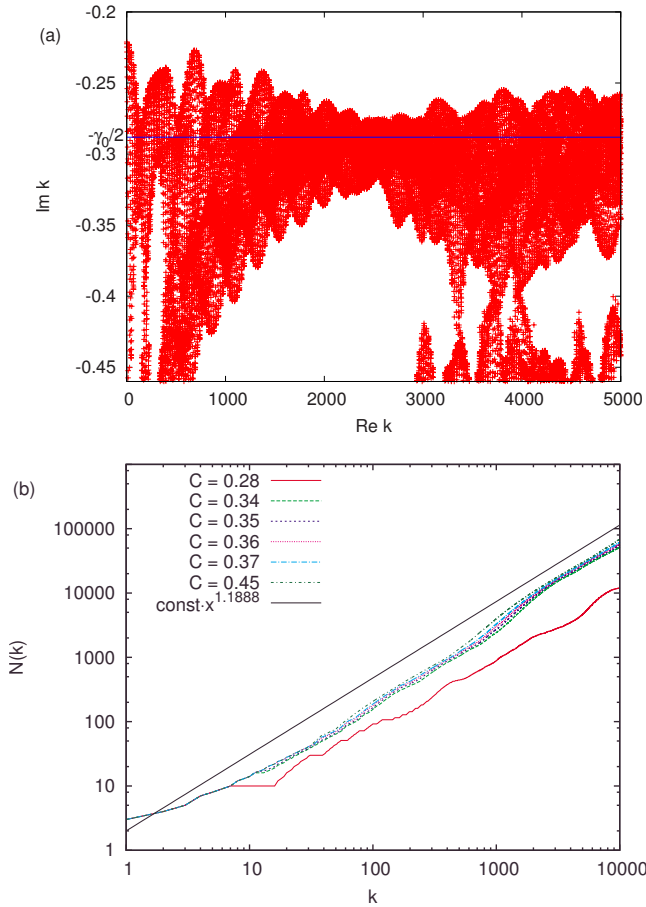 (a)
-0.2
-0.25
-γ₀/2
-0.3
-0.35
-0.4
-0.45
Im k
0 1000 2000 3000 4000 5000
Re k
(b)
C = 0.28
C = 0.34
C = 0.35
C = 0.36
C = 0.37
C = 0.45
const·x^1.1888
100000
10000
1000
100
10
1
N(k)
1 10 100 1000 10000
k